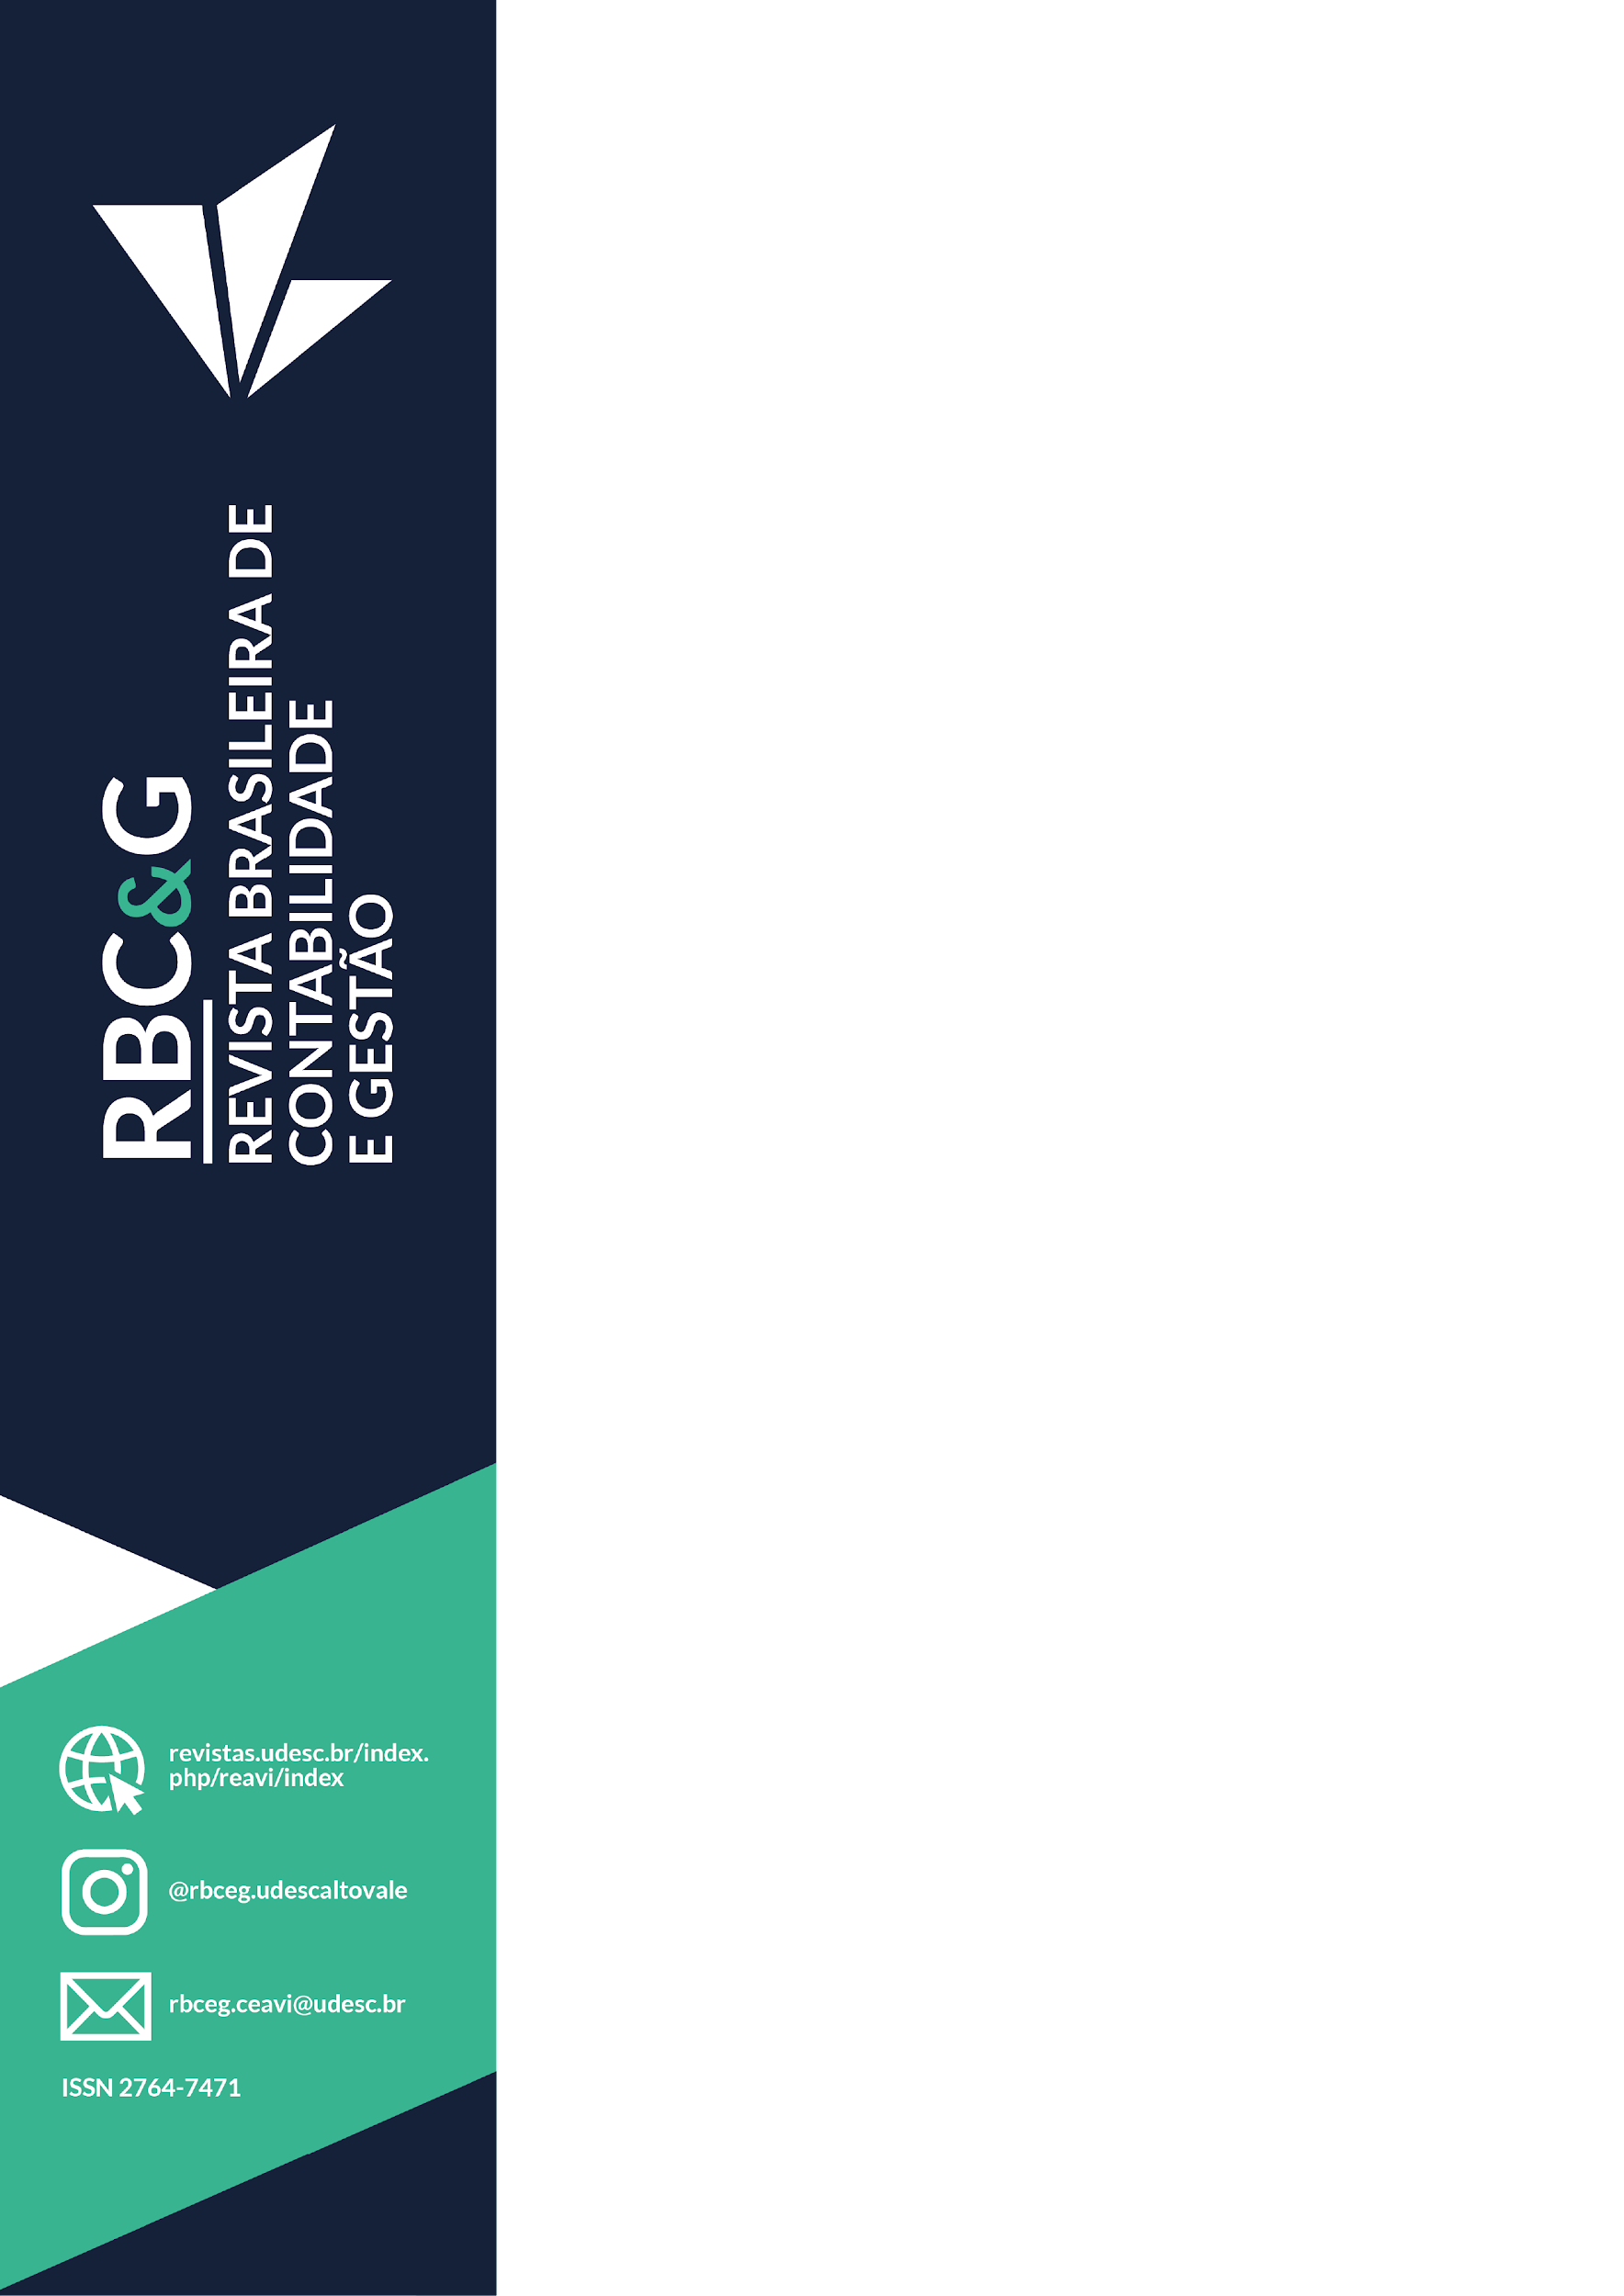 RBC&G
REVISTA BRASILEIRA DE
CONTABILIDADE
E GESTÃO
revistas.udesc.br/index.
php/reavi/index
@rbceg.udescaltovale
rbceg.ceavi@udesc.br
ISSN 2764-7471